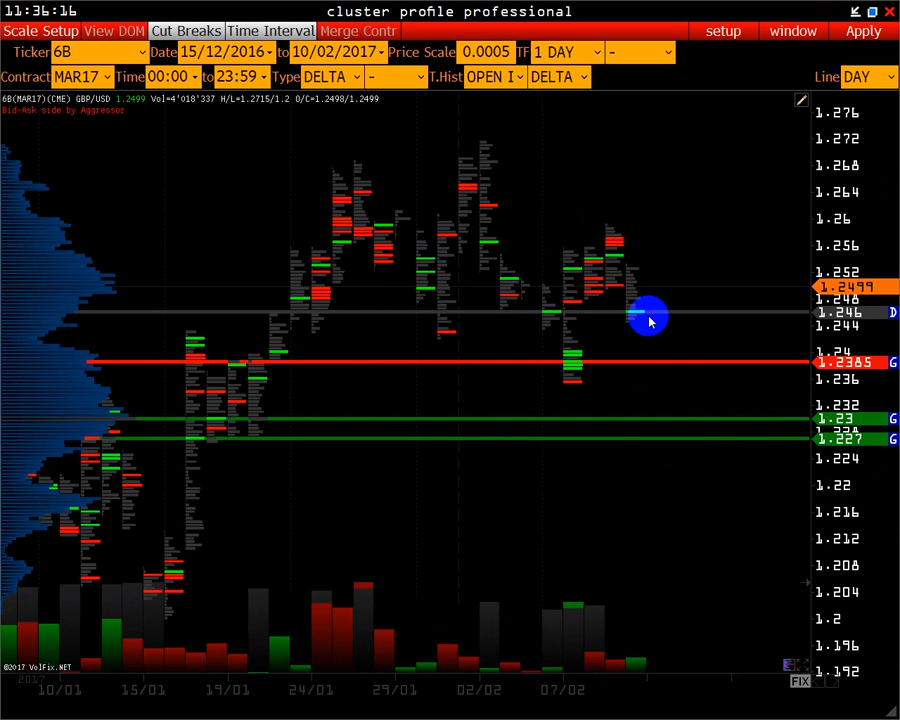 11:36:16 cluster profile professional
Scale Setup View DOM Cut Breaks Time Interval Merge Contr setup window Apply
Ticker 6B Date 15/12/2016 to 10/02/2017 Price Scale 0.0005 TF 1 DAY -
Contract MAR17 Time 00:00 to 23:59 Type DELTA - T.Hist OPEN I DELTA Line DAY
6B(MAR17)(CME) GBP/USD 1.2499 Vol=4'018'337 H/L=1.2715/1.2 O/C=1.2498/1.2499
Bid-Ask side by Aggressor
1.276
1.272
1.268
1.264
1.26
1.256
1.252
1.2499
1.248
1.246 D
1.244
1.24
1.2385 G
1.236
1.232
1.23 G
1.228
1.227 G
1.224
1.22
1.216
1.212
1.208
1.204
1.2
1.196
1.192
©2017 VolFix.NET
2017
FIX
10/01 15/01 19/01 24/01 29/01 02/02 07/02